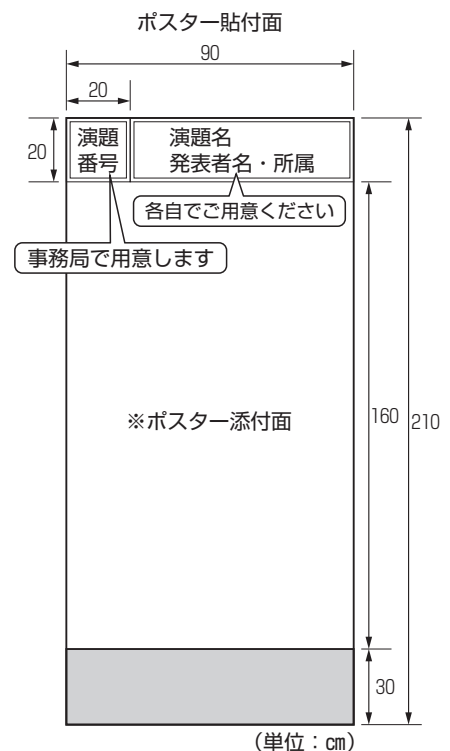 ポスター貼付面
90
20
20
演題
番号
演題名
発表者名・所属
各自でご用意ください
事務局で用意します
※ポスター添付面
160
210
30
(単位：㎝)